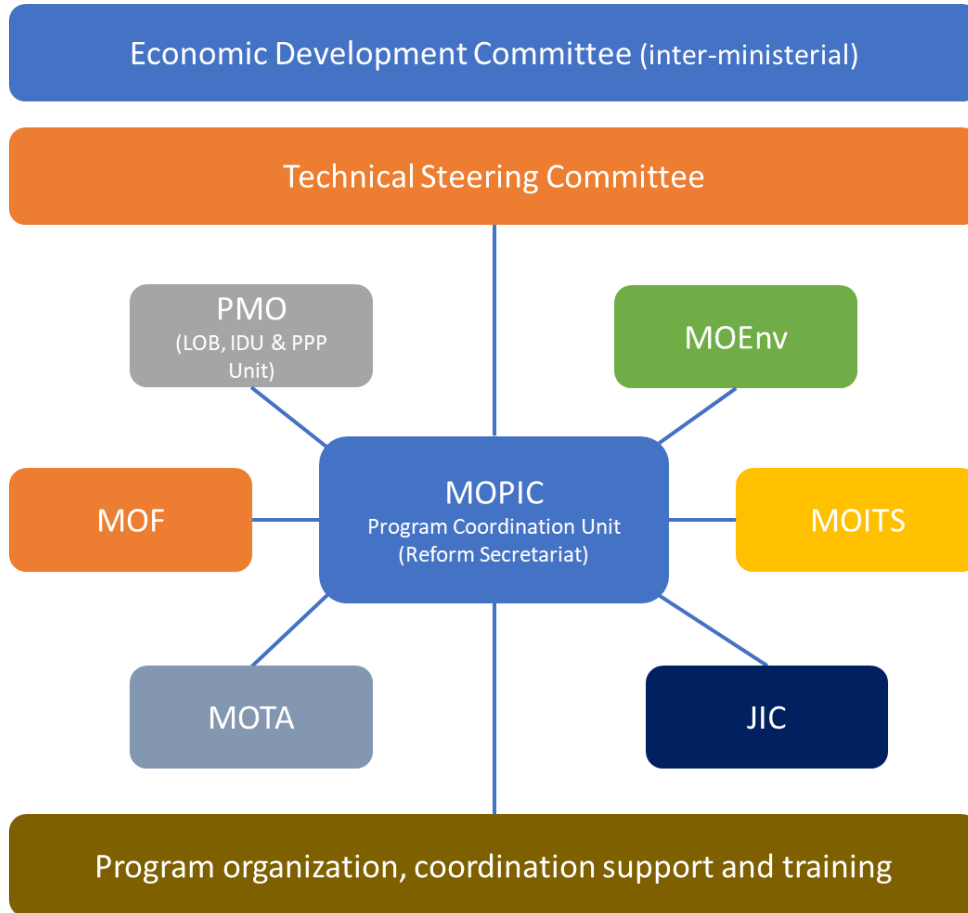 Economic Development Committee (inter-ministerial)
Technical Steering Committee
PMO
(LOB, IDU & PPP
Unit)
MOEnv
MOF
MOPIC
Program Coordination Unit
(Reform Secretariat)
MOITS
MOTA
JIC
Program organization, coordination support and training